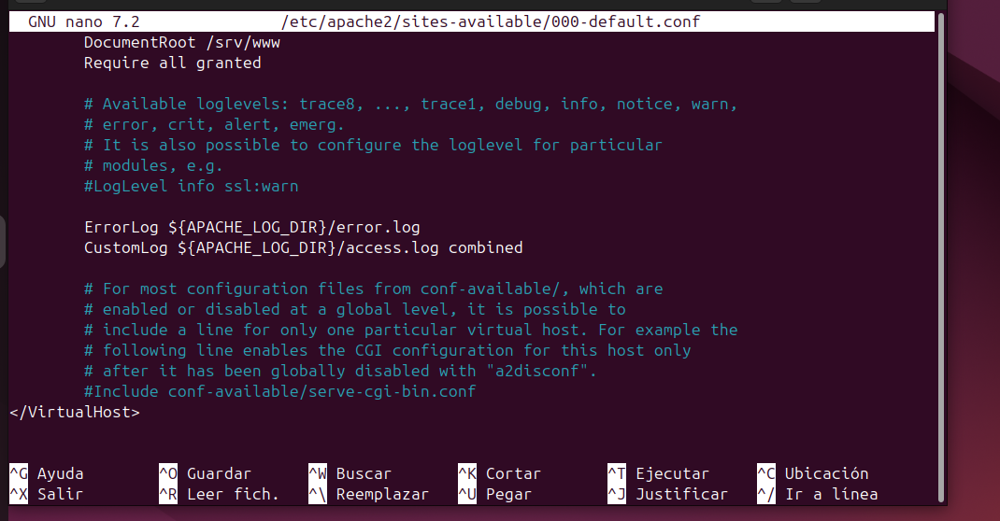 GNU nano 7.2 /etc/apache2/sites-available/000-default.conf
DocumentRoot /srv/www
Require all granted
# Available loglevels: trace8, ..., trace1, debug, info, notice, warn,
# error, crit, alert, emerg.
# It is also possible to configure the loglevel for particular
# modules, e.g.
#LogLevel info ssl:warn
ErrorLog ${APACHE_LOG_DIR}/error.log
CustomLog ${APACHE_LOG_DIR}/access.log combined
# For most configuration files from conf-available/, which are
# enabled or disabled at a global level, it is possible to
# include a line for only one particular virtual host. For example the
# following line enables the CGI configuration for this host only
# after it has been globally disabled with "a2disconf".
#Include conf-available/serve-cgi-bin.conf
</VirtualHost>
^G Ayuda ^O Guardar ^W Buscar ^K Cortar ^T Ejecutar ^C Ubicación
^X Salir ^R Leer fich. ^\ Reemplazar ^U Pegar ^J Justificar ^/ Ir a línea